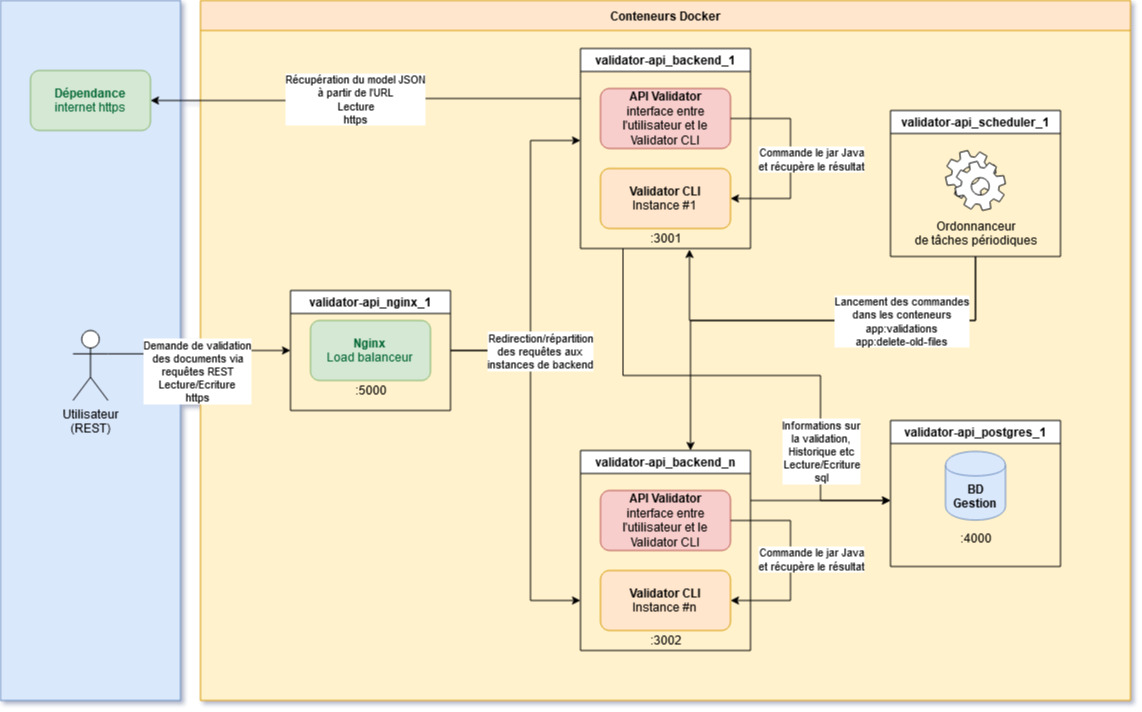 Conteneurs Docker
Dépendance
internet https
Récupération du model JSON
à partir de l'URL
Lecture
https
validator-api_backend_1
API Validator
interface entre
l'utilisateur et le
Validator CLI
Commande le jar Java
et récupère le résultat
Validator CLI
Instance #1
:3001
validator-api_scheduler_1
Ordonnanceur
de tâches périodiques
Lancement des commandes
dans les conteneurs
app:validations
app:delete-old-files
Utilisateur
(REST)
Demande de validation
des documents via
requêtes REST
Lecture/Ecriture
https
validator-api_nginx_1
Nginx
Load balanceur
:5000
Redirection/répartition
des requêtes aux
instances de backend
Informations sur
la validation,
Historique etc
Lecture/Ecriture
sql
validator-api_postgres_1
BD
Gestion
:4000
validator-api_backend_n
API Validator
interface entre
l'utilisateur et le
Validator CLI
Commande le jar Java
et récupère le résultat
Validator CLI
Instance #n
:3002